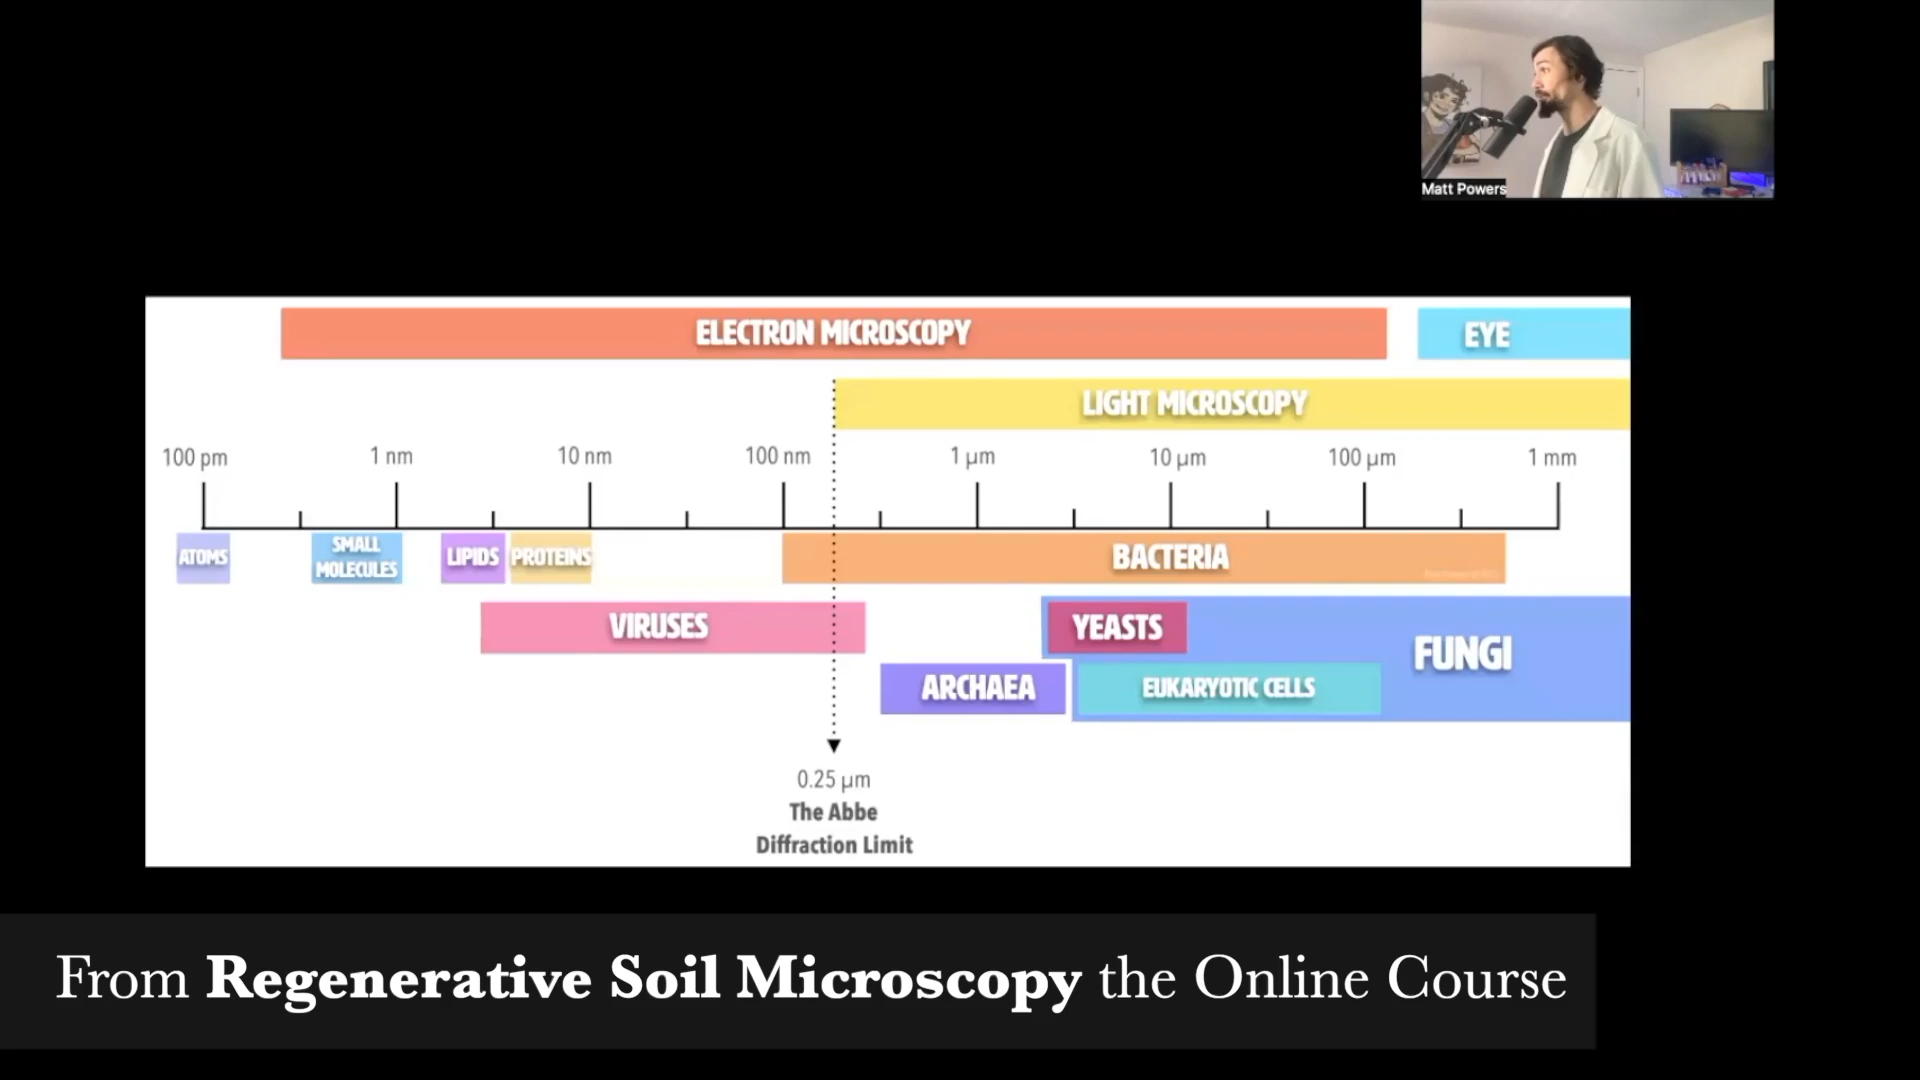 Matt Powers
ELECTRON MICROSCOPY
EYE
LIGHT MICROSCOPY
100 pm
1 nm
10 nm
100 nm
1 µm
10 µm
100 µm
1 mm
ATOMS
SMALL
MOLECULES
LIPIDS
PROTEINS
BACTERIA
VIRUSES
YEASTS
FUNGI
ARCHAEA
EUKARYOTIC CELLS
0.25 µm
The Abbe
Diffraction Limit
From Regenerative Soil Microscopy the Online Course